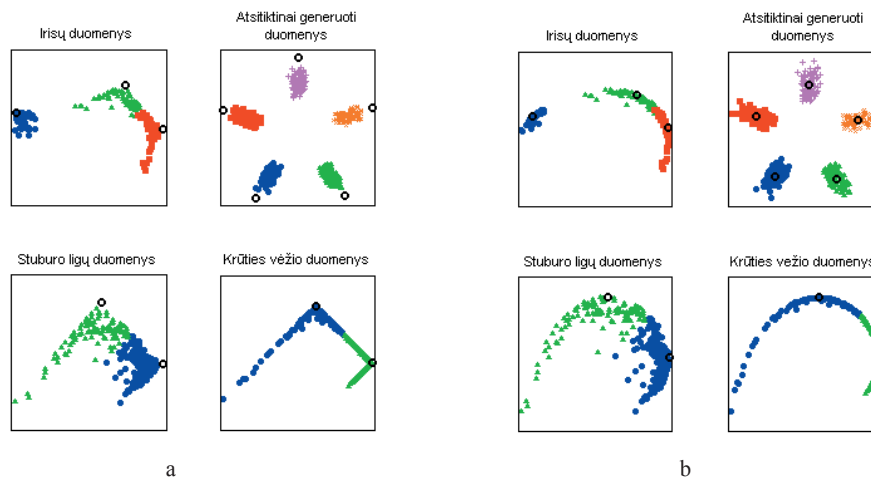 Irisų duomenys
Atsitiktinai generuoti
duomenys
Stuburo ligų duomenys
Krūties vėžio duomenys
a
Irisų duomenys
Atsitiktinai generuoti
duomenys
Stuburo ligų duomenys
Krūties vėžio duomenys
b